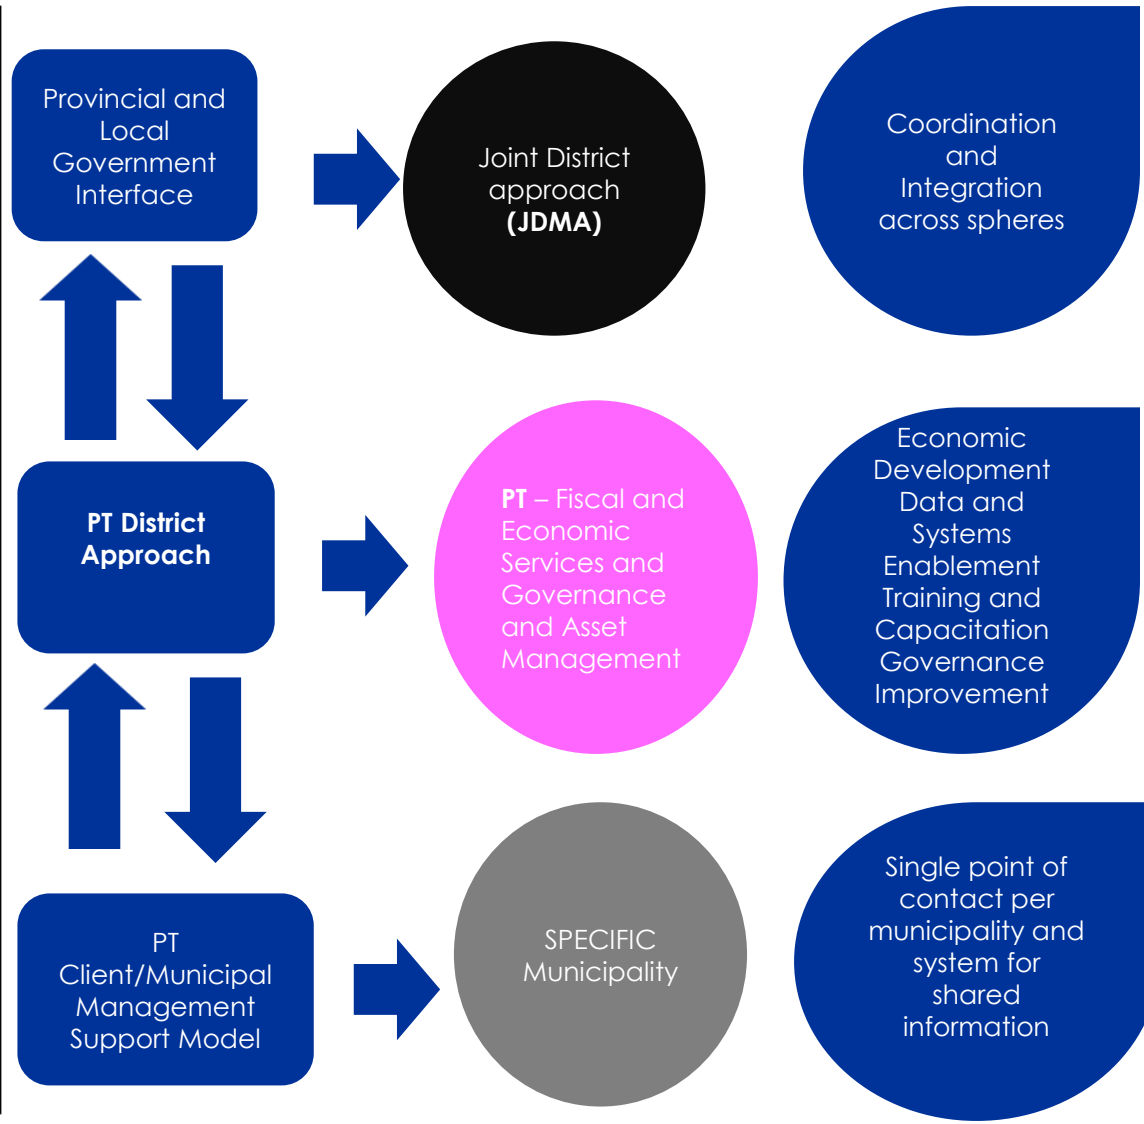 Provincial and
Local
Government
Interface
Joint District
approach
(JDMA)
Coordination
and
Integration
across spheres
PT District
Approach
PT – Fiscal and
Economic
Services and
Governance
and Asset
Management
Economic
Development
Data and
Systems
Enablement
Training and
Capacitation
Governance
Improvement
PT
Client/Municipal
Management
Support Model
SPECIFIC
Municipality
Single point of
contact per
municipality and
system for
shared
information